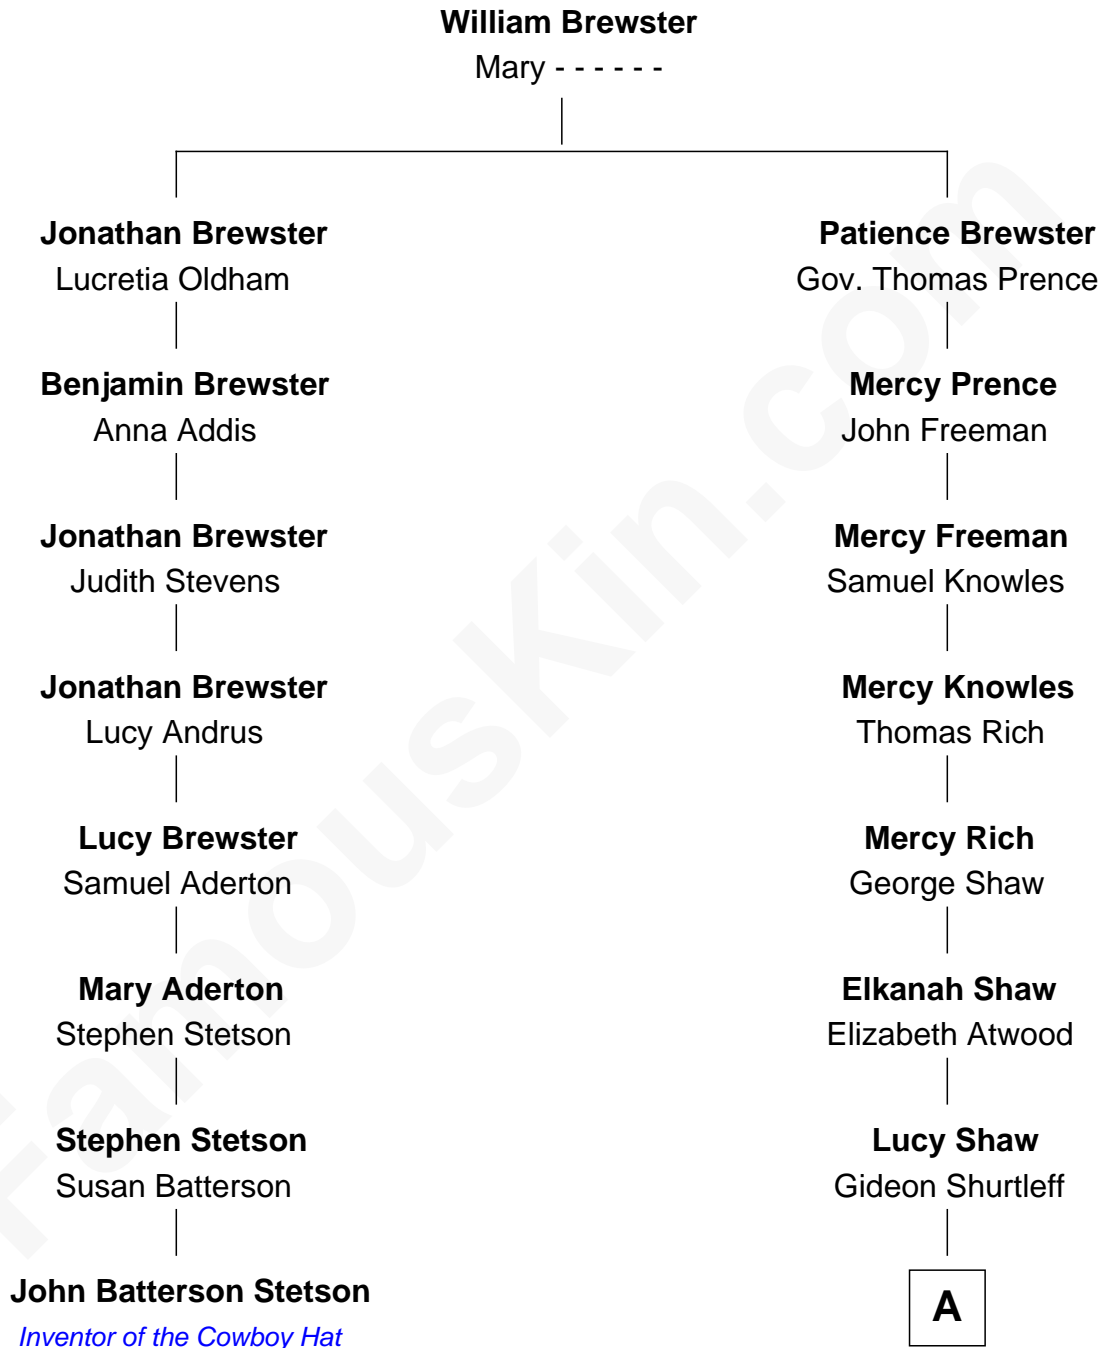 William Brewster
Mary - - - - - -
Jonathan Brewster
Lucretia Oldham
Patience Brewster
Gov. Thomas Prence
Benjamin Brewster
Anna Addis
Mercy Prence
John Freeman
Jonathan Brewster
Judith Stevens
Mercy Freeman
Samuel Knowles
Jonathan Brewster
Lucy Andrus
Mercy Knowles
Thomas Rich
Lucy Brewster
Samuel Aderton
Mercy Rich
George Shaw
Mary Aderton
Stephen Stetson
Elkanah Shaw
Elizabeth Atwood
Stephen Stetson
Susan Batterson
Lucy Shaw
Gideon Shurtleff
John Batterson Stetson
Inventor of the Cowboy Hat
A
FamousKin.com